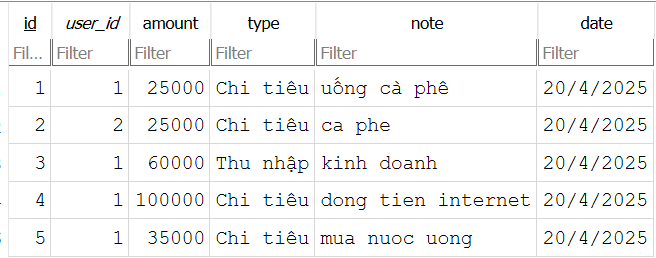 id user_id amount type note date
Fil... Filter Filter Filter Filter Filter
1 1 25000 Chi tiêu uống cà phê 20/4/2025
2 2 25000 Chi tiêu ca phe 20/4/2025
3 1 60000 Thu nhập kinh doanh 20/4/2025
4 1 100000 Chi tiêu dong tien internet 20/4/2025
5 1 35000 Chi tiêu mua nuoc uong 20/4/2025